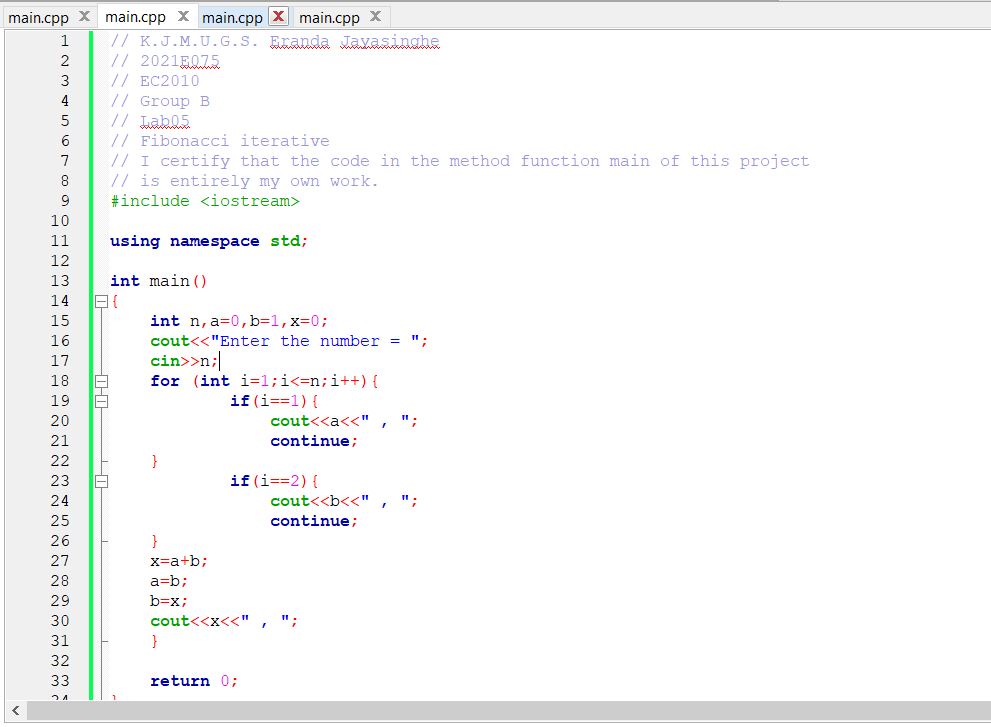 main.cpp main.cpp main.cpp main.cpp
1 // K.J.M.U.G.S. Eranda Jayasinghe
2 // 2021E075
3 // EC2010
4 // Group B
5 // Lab05
6 // Fibonacci iterative
7 // I certify that the code in the method function main of this project
8 // is entirely my own work.
9 #include <iostream>
10
11 using namespace std;
12
13 int main()
14 {
15 int n,a=0,b=1,x=0;
16 cout<<"Enter the number = ";
17 cin>>n;
18 for (int i=1;i<=n;i++){
19 if(i==1){
20 cout<<a<<" , ";
21 continue;
22 }
23 if(i==2){
24 cout<<b<<" , ";
25 continue;
26 }
27 x=a+b;
28 a=b;
29 b=x;
30 cout<<x<<" , ";
31 }
32
33 return 0;